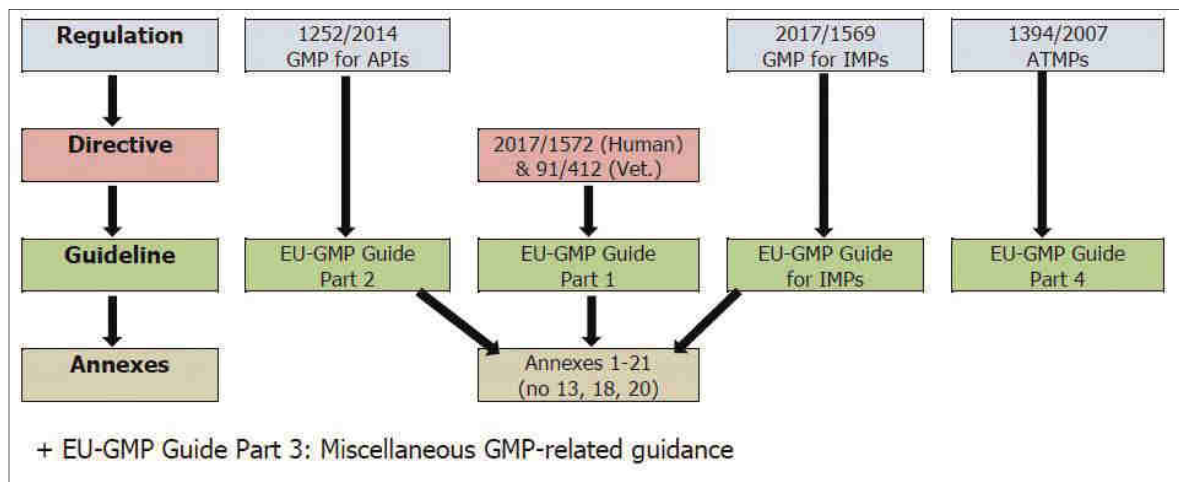 Regulation
1252/2014
GMP for APIs
2017/1569
GMP for IMPs
1394/2007
ATMPs
Directive
2017/1572 (Human)
& 91/412 (Vet.)
Guideline
EU-GMP Guide
Part 2
EU-GMP Guide
Part 1
EU-GMP Guide
for IMPs
EU-GMP Guide
Part 4
Annexes
Annexes 1-21
(no 13, 18, 20)
+ EU-GMP Guide Part 3: Miscellaneous GMP-related guidance